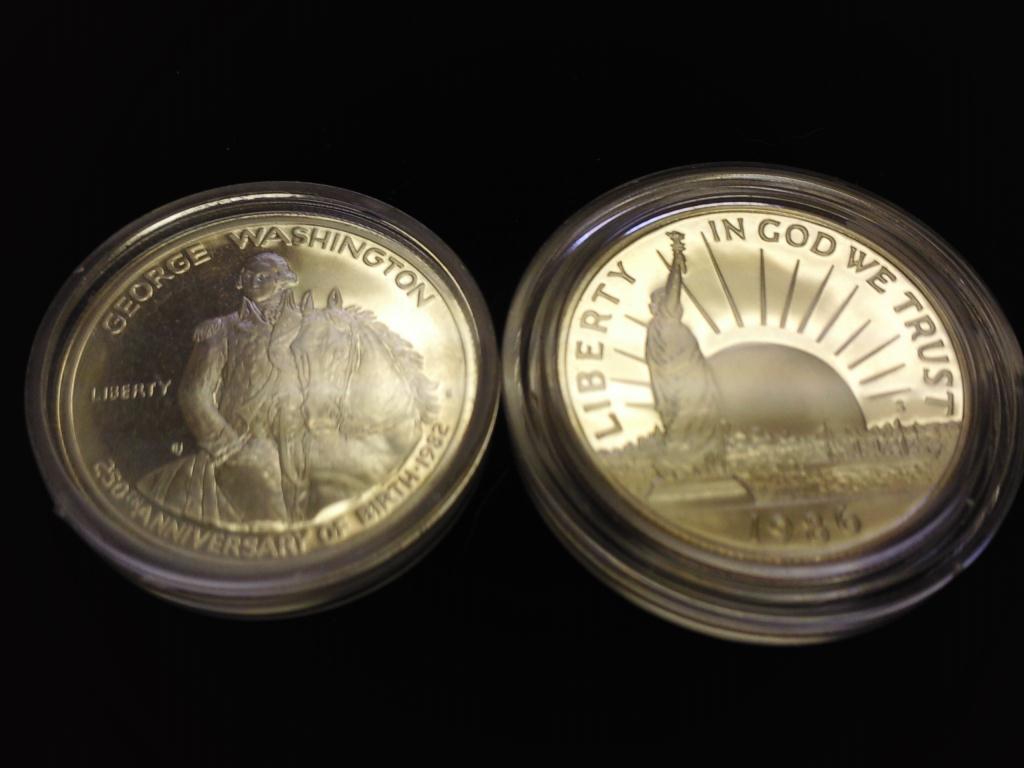 GEORGE WASHINGTON
LIBERTY
250TH ANNIVERSARY OF BIRTH·1982
LIBERTY
IN GOD WE TRUST
1986